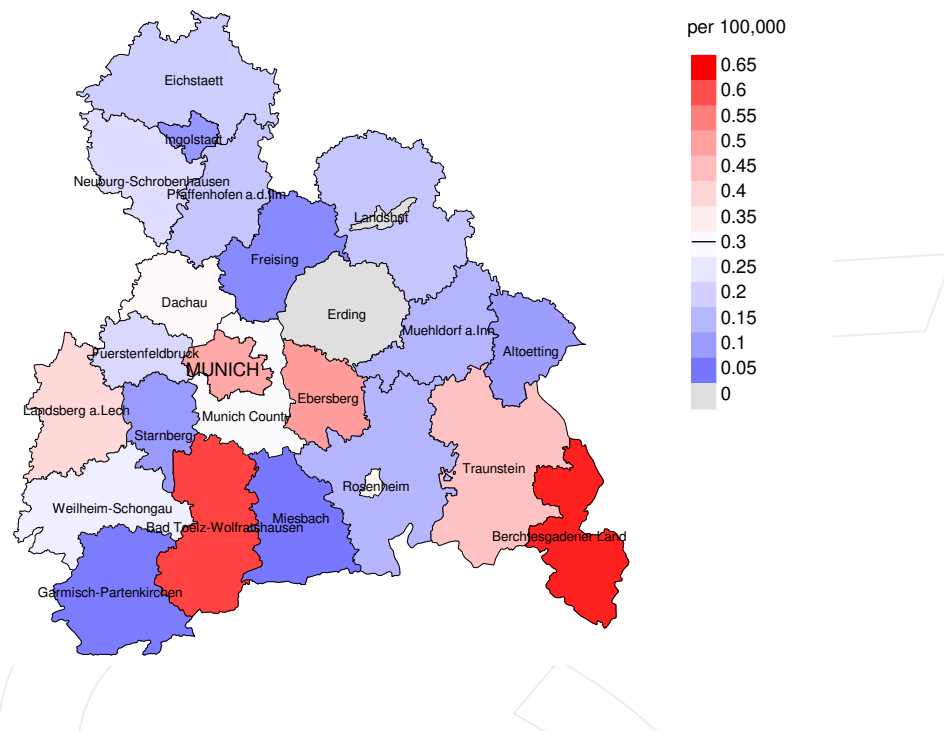 per 100,000
0.65
0.6
0.55
0.5
0.45
0.4
0.35
0.3
0.25
0.2
0.15
0.1
0.05
0
Eichstaett
Ingolstadt
Neuburg-Schrobenhausen
Pfaffenhofen a.d.Ilm
Landshut
Freising
Dachau
Erding
Muehldorf a.Inn
Altoetting
Fuerstenfeldbruck
MUNICH
Ebersberg
Landsberg a.Lech
Munich County
Starnberg
Traunstein
Rosenheim
Weilheim-Schongau
Miesbach
Bad Toelz-Wolfratshausen
Berchtesgadener Land
Garmisch-Partenkirchen